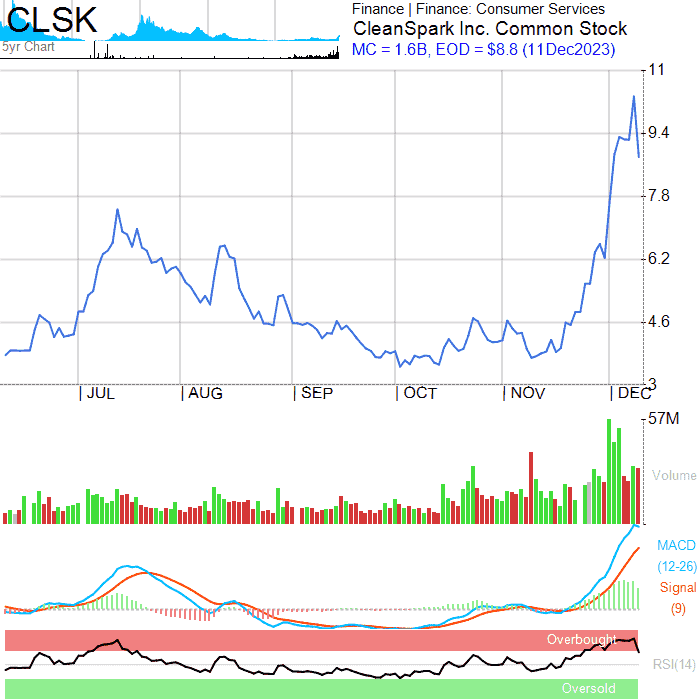 CLSK
5yr Chart
Finance | Finance: Consumer Services
CleanSpark Inc. Common Stock
MC = 1.6B, EOD = $8.8 (11Dec2023)
11
9.4
7.8
6.2
4.6
3
| JUL | AUG | SEP | OCT | NOV | DEC
57M
Volume
MACD
(12-26)
Signal
(9)
Overbought
RSI(14)
Oversold